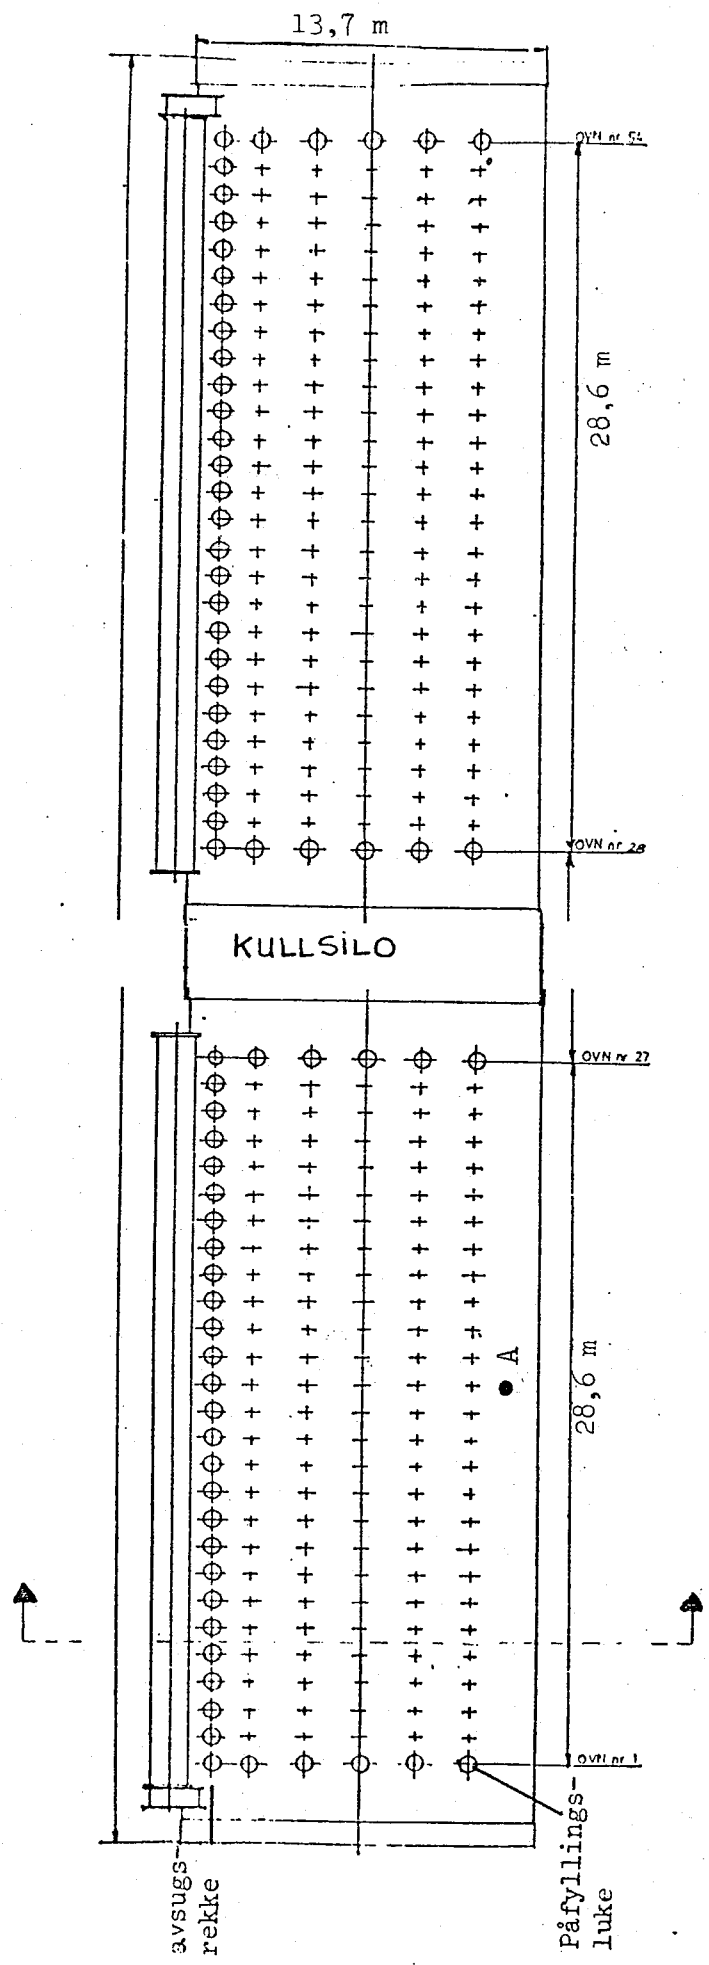 13,7 m
OVN nr 54
28,6 m
OVN nr 28
KULLSiLO
OVN nr 27
A
28,6 m
OVN nr 1
avsugs-
rekke
Påfyllings-
luke